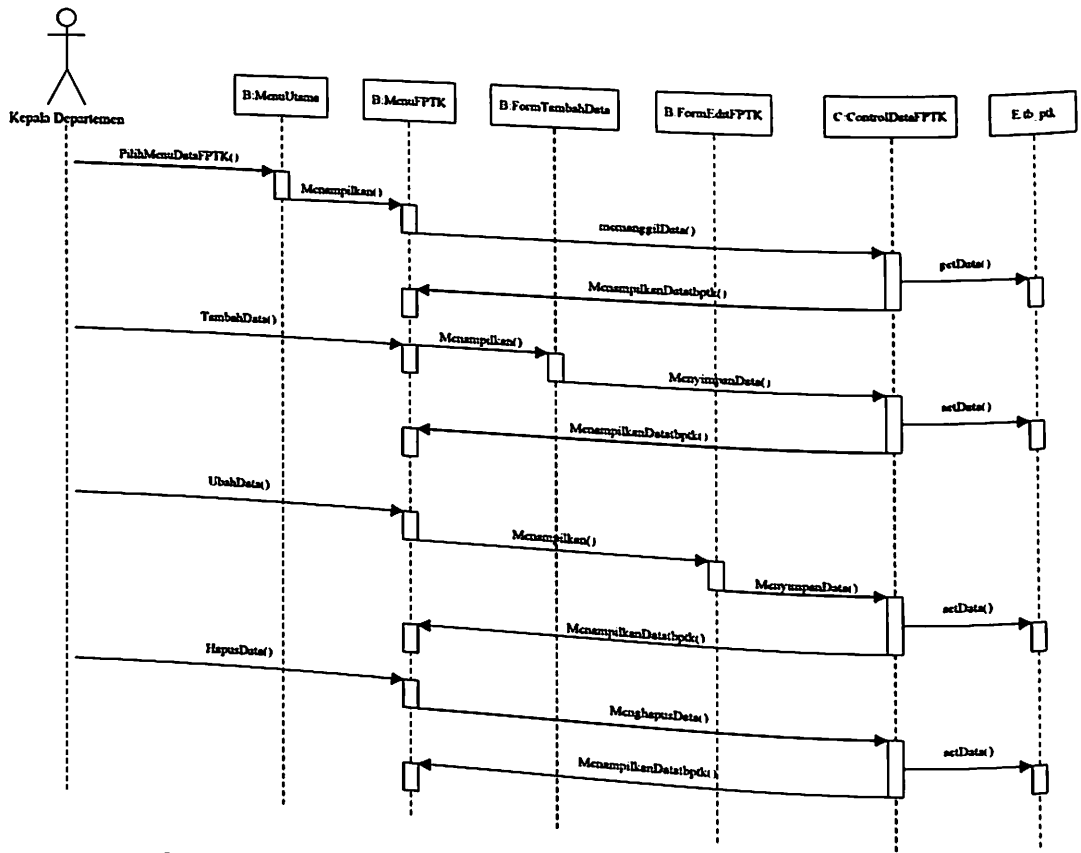 Kepala Departemen
B:MenuUtama
B:MenuFPTK
B:FormTambahData
B:FormEditFPTK
C:ControlDataFPTK
E:tb_ptk
PilihMenuDataFPTK()
Menampilkan()
memanggilData()
getData()
MenampilkanDatatbptk()
TambahData()
Menampilkan()
MenyimpanData()
setData()
MenampilkanDatatbptk()
UbahData()
Menampilkan()
MenyimpanData()
setData()
MenampilkanDatatbptk()
HapusData()
MenghapusData()
setData()
MenampilkanDatatbptk()